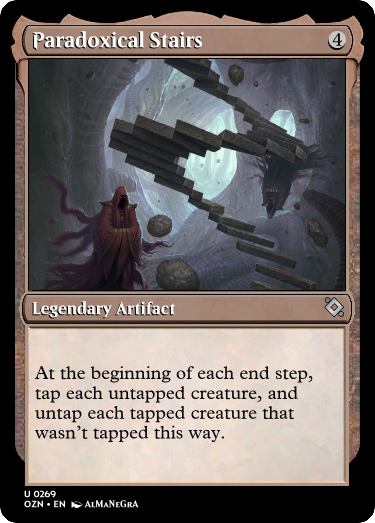 Paradoxical Stairs 4
Legendary Artifact
At the beginning of each end step,
tap each untapped creature, and
untap each tapped creature that
wasn't tapped this way.
U 0269
OZN • EN ALMANEGRA